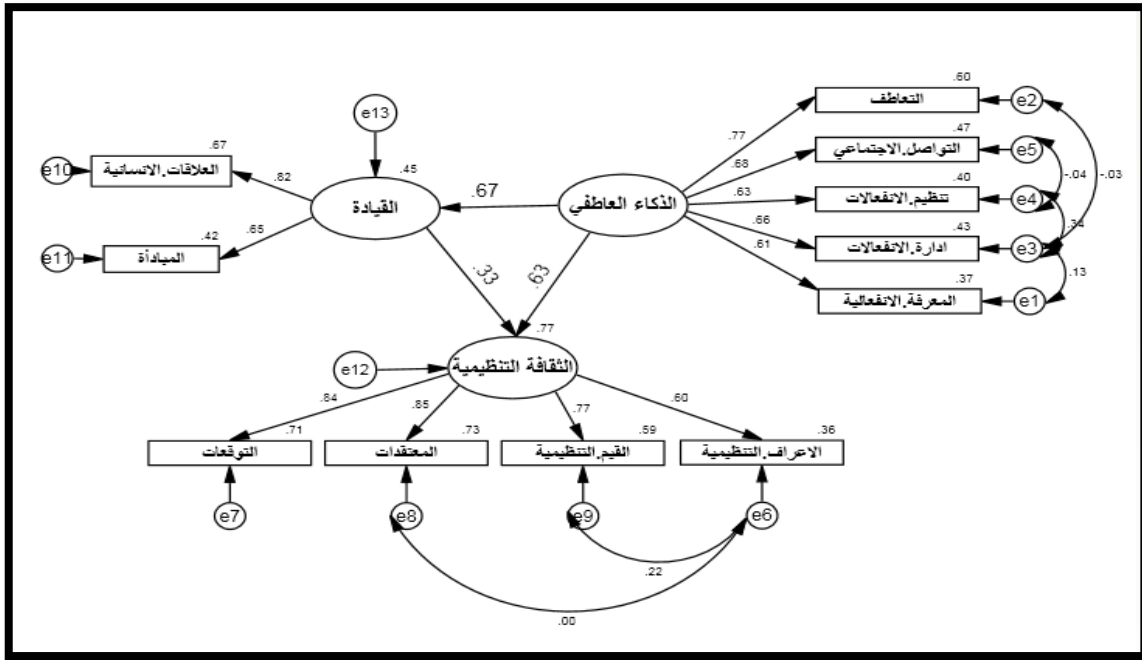 e13
.60
التعاطف
e2
.67
العلاقات.الانسانية
e10
.82
.45
القيادة
.67
الذكاء العاطفي
.77
.47
التواصل.الاجتماعي
e5
.68
-.04
-.03
.40
تنظيم.الانفعالات
e4
.63
.34
.65
.42
المبادأة
e11
.66
.43
ادارة.الانفعالات
e3
.61
.13
.37
المعرفة.الانفعالية
e1
.33
.63
.77
الثقافة التنظيمية
e12
.84
.85
.77
.60
.71
التوقعات
.73
المعتقدات
.59
القيم.التنظيمية
.36
الاعراف.التنظيمية
e7
e8
e9
e6
.22
.00